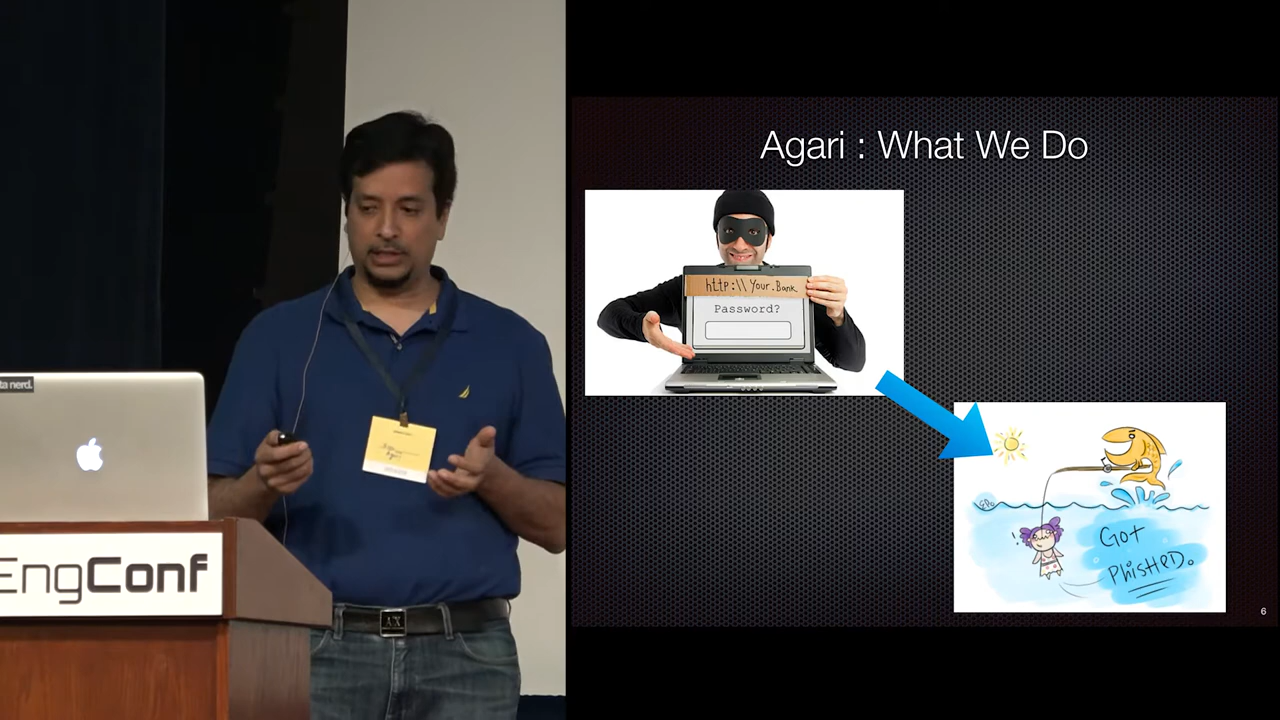 ta nerd.
EngConf
A|X
Agari : What We Do
http:\\ Your.Bank
Password?
GOT
PHISHED.
6